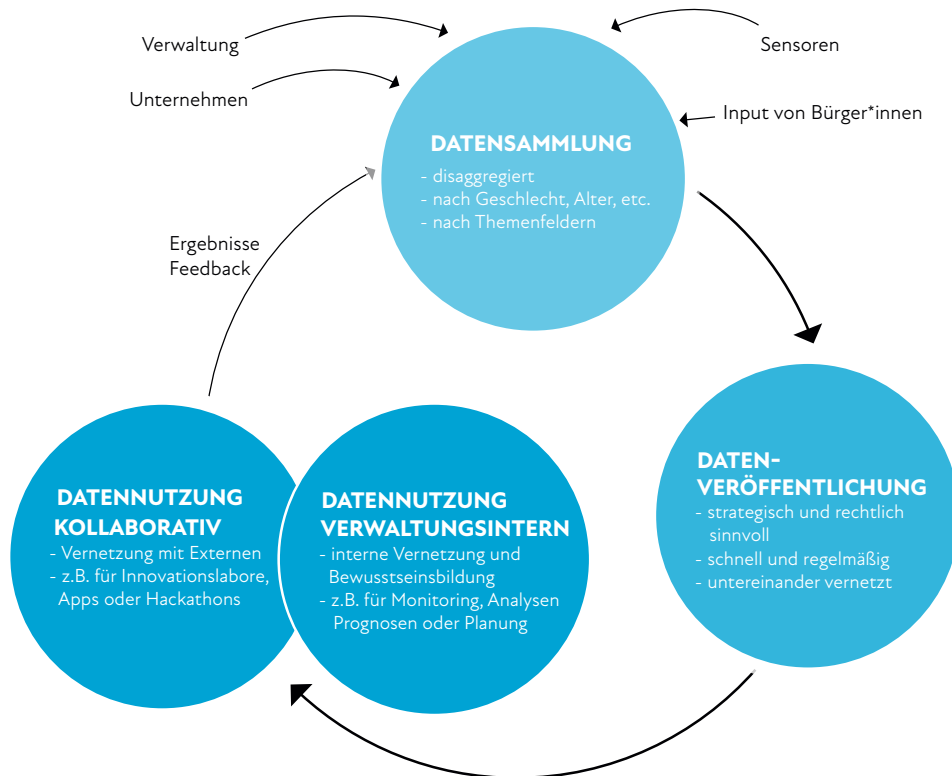 Verwaltung
Sensoren
Unternehmen
Input von Bürger*innen
DATENSAMMLUNG
- disaggregiert
- nach Geschlecht, Alter, etc.
- nach Themenfeldern
Ergebnisse
Feedback
DATEN-
VERÖFFENTLICHUNG
- strategisch und rechtlich
sinnvoll
- schnell und regelmäßig
- untereinander vernetzt
DATENNUTZUNG
KOLLABORATIV
- Vernetzung mit Externen
- z.B. für Innovationslabore,
Apps oder Hackathons
DATENNUTZUNG
VERWALTUNGSINTERN
- interne Vernetzung und
Bewusstseinsbildung
- z.B. für Monitoring, Analysen
Prognosen oder Planung